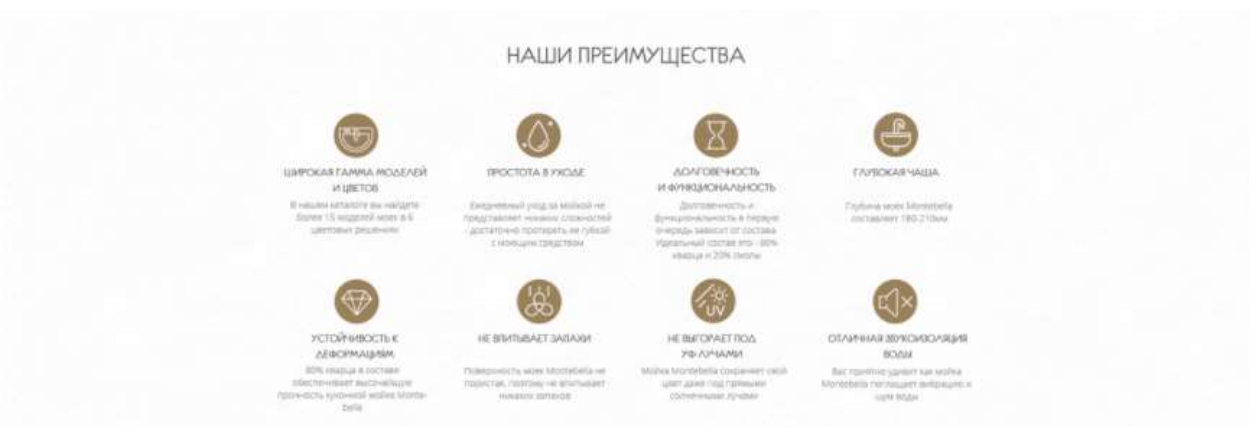 НАШИ ПРЕИМУЩЕСТВА
ШИРОКАЯ ГАММА МОДЕЛЕЙ
И ЦВЕТОВ
В нашем каталоге вы найдете
более 15 моделей моек в 6
цветовых решениях
ПРОСТОТА В УХОДЕ
Ежедневный уход за мойкой не
представляет никаких сложностей
- достаточно протереть ее губкой
с моющим средством
ДОЛГОВЕЧНОСТЬ
И ФУНКЦИОНАЛЬНОСТЬ
Долговечность и
функциональность в первую
очередь зависит от состава.
Идеальный состав это - 80%
кварца и 20% смолы
ГЛУБОКАЯ ЧАША
Глубина моек Montebella
составляет 180-210мм
УСТОЙЧИВОСТЬ К
ДЕФОРМАЦИЯМ
80% кварца в составе
обеспечивает высочайшую
прочность кухонной мойке Monte-
bella
НЕ ВПИТЫВАЕТ ЗАПАХИ
Поверхность моек Montebella не
пористая, поэтому не впитывает
никаких запахов
НЕ ВЫГОРАЕТ ПОД
УФ ЛУЧАМИ
UV
Мойка Montebella сохраняет свой
цвет даже под прямыми
солнечными лучами
ОТЛИЧНАЯ ЗВУКОИЗОЛЯЦИЯ
ВОДЫ
Вас приятно удивит как мойка
Montebella поглощает вибрацию и
шум воды